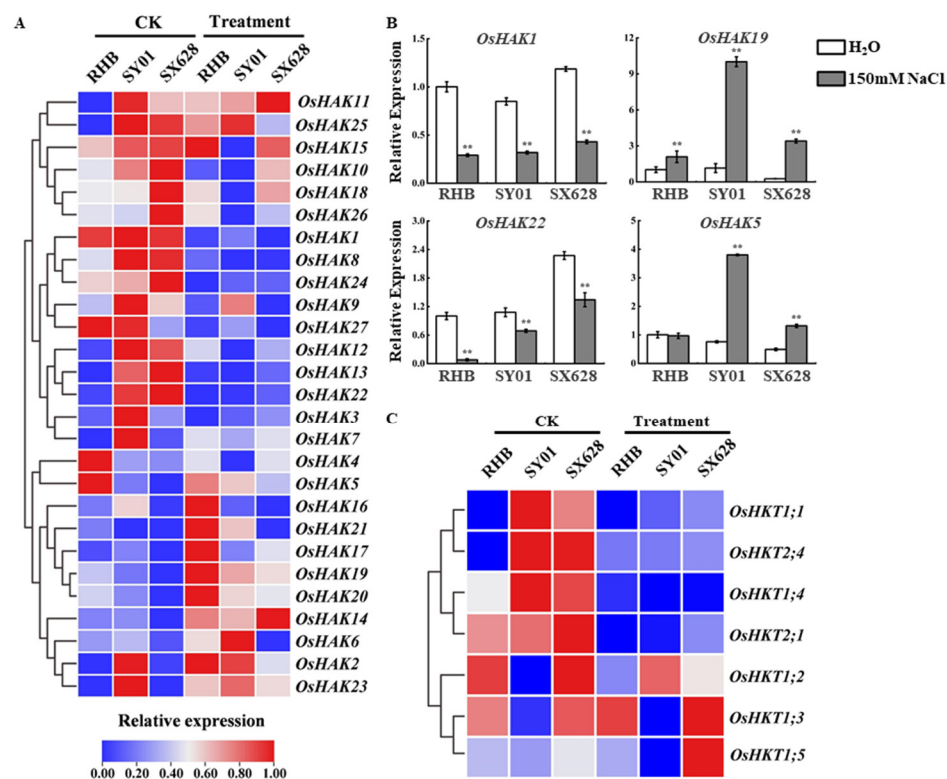 A
CK Treatment
RHB SY01 SX628 RHB SY01 SX628
OsHAK11
OsHAK25
OsHAK15
OsHAK10
OsHAK18
OsHAK26
OsHAK1
OsHAK8
OsHAK24
OsHAK9
OsHAK27
OsHAK12
OsHAK13
OsHAK22
OsHAK3
OsHAK7
OsHAK4
OsHAK5
OsHAK16
OsHAK21
OsHAK17
OsHAK19
OsHAK20
OsHAK14
OsHAK6
OsHAK2
OsHAK23
Relative expression
0.00 0.20 0.40 0.60 0.80 1.00
B
OsHAK1
Relative Expression
1.5
1.0
0.5
0.0
** ** **
RHB SY01 SX628
OsHAK19
12
9
6
3
0
** ** **
RHB SY01 SX628
H₂O
150mM NaCl
OsHAK22
Relative Expression
3.0
2.4
1.8
1.2
0.6
0.0
** ** **
RHB SY01 SX628
OsHAK5
5
4
3
2
1
0
** **
RHB SY01 SX628
C
CK Treatment
RHB SY01 SX628 RHB SY01 SX628
OsHKT1;1
OsHKT2;4
OsHKT1;4
OsHKT2;1
OsHKT1;2
OsHKT1;3
OsHKT1;5